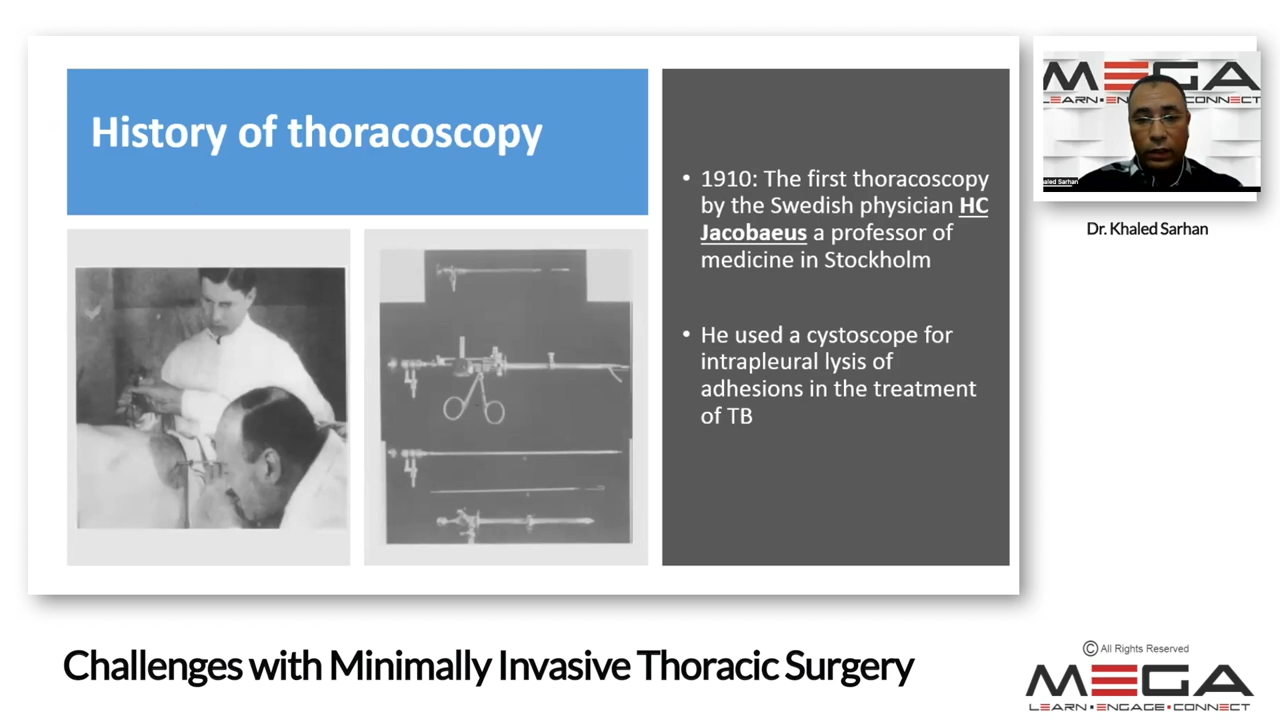 History of thoracoscopy
• 1910: The first thoracoscopy
by the Swedish physician HC
Jacobaeus a professor of
medicine in Stockholm
• He used a cystoscope for
intrapleural lysis of
adhesions in the treatment
of TB
MEGA
LEARN▪ENGAGE▪CONNECT
Khaled Sarhan
Dr. Khaled Sarhan
Challenges with Minimally Invasive Thoracic Surgery
© All Rights Reserved
MEGA
LEARN▪ENGAGE▪CONNECT